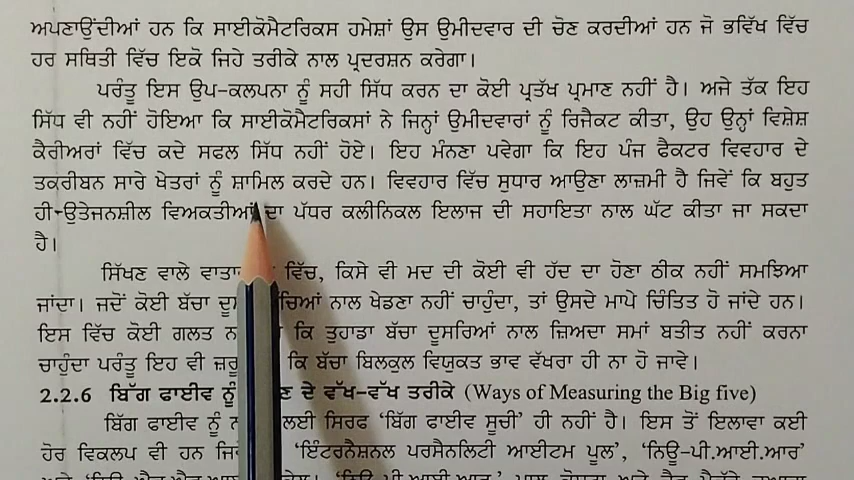 ਅਪਣਾਉਂਦੀਆਂ ਹਨ ਕਿ ਸਾਈਕੋਮੈਟਰਿਕਸ ਹਮੇਸ਼ਾਂ ਉਸ ਉਮੀਦਵਾਰ ਦੀ ਚੋਣ ਕਰਦੀਆਂ ਹਨ ਜੋ ਭਵਿੱਖ ਵਿੱਚ
ਹਰ ਸਥਿਤੀ ਵਿੱਚ ਇਕੋ ਜਿਹੇ ਤਰੀਕੇ ਨਾਲ ਪ੍ਰਦਰਸ਼ਨ ਕਰੇਗਾ।
ਪਰੰਤੂ ਇਸ ਉਪ-ਕਲਪਨਾ ਨੂੰ ਸਹੀ ਸਿੱਧ ਕਰਨ ਦਾ ਕੋਈ ਪ੍ਰਤੱਖ ਪ੍ਰਮਾਣ ਨਹੀਂ ਹੈ। ਅਜੇ ਤੱਕ ਇਹ
ਸਿੱਧ ਵੀ ਨਹੀਂ ਹੋਇਆ ਕਿ ਸਾਈਕੋਮੈਟਰਿਕਸਾਂ ਨੇ ਜਿਨ੍ਹਾਂ ਉਮੀਦਵਾਰਾਂ ਨੂੰ ਰਿਜੈਕਟ ਕੀਤਾ, ਉਹ ਉਨ੍ਹਾਂ ਵਿਸ਼ੇਸ਼
ਕੈਰੀਅਰਾਂ ਵਿੱਚ ਕਦੇ ਸਫਲ ਸਿੱਧ ਨਹੀਂ ਹੋਏ। ਇਹ ਮੰਨਣਾ ਪਵੇਗਾ ਕਿ ਇਹ ਪੰਜ ਫੈਕਟਰ ਵਿਵਹਾਰ ਦੇ
ਤਕਰੀਬਨ ਸਾਰੇ ਖੇਤਰਾਂ ਨੂੰ ਸ਼ਾਮਿਲ ਕਰਦੇ ਹਨ। ਵਿਵਹਾਰ ਵਿੱਚ ਸੁਧਾਰ ਆਉਣਾ ਲਾਜ਼ਮੀ ਹੈ ਜਿਵੇਂ ਕਿ ਬਹੁਤ
ਹੀ-ਉਤੇਜਨਸ਼ੀਲ ਵਿਅਕਤੀਆਂ ਦਾ ਪੱਧਰ ਕਲੀਨਿਕਲ ਇਲਾਜ ਦੀ ਸਹਾਇਤਾ ਨਾਲ ਘੱਟ ਕੀਤਾ ਜਾ ਸਕਦਾ
ਹੈ।
ਸਿੱਖਣ ਵਾਲੇ ਵਿੱਚ, ਕਿਸੇ ਵੀ ਮਦ ਦੀ ਕੋਈ ਵੀ ਹੱਦ ਦਾ ਹੋਣਾ ਠੀਕ ਨਹੀਂ ਸਮਝਿਆ
ਜਾਂਦਾ। ਜਦੋਂ ਕੋਈ ਬੱਚਾ ਨਾਲ ਖੇਡਣਾ ਨਹੀਂ ਚਾਹੁੰਦਾ, ਤਾਂ ਉਸਦੇ ਮਾਪੇ ਚਿੰਤਿਤ ਹੋ ਜਾਂਦੇ ਹਨ।
ਇਸ ਵਿੱਚ ਕੋਈ ਗਲਤ ਕਿ ਤੁਹਾਡਾ ਬੱਚਾ ਦੂਸਰਿਆਂ ਨਾਲ ਜ਼ਿਅਦਾ ਸਮਾਂ ਬਤੀਤ ਨਹੀਂ ਕਰਨਾ
ਚਾਹੁੰਦਾ ਪਰੰਤੂ ਇਹ ਵੀ ਕਿ ਬੱਚਾ ਬਿਲਕੁਲ ਵਿਯੁਕਤ ਭਾਵ ਵੱਖਰਾ ਹੀ ਨਾ ਹੋ ਜਾਵੇ।
2.2.6 ਬਿੱਗ ਫਾਈਵ ਨੂੰ ਦੇ ਵੱਖ-ਵੱਖ ਤਰੀਕੇ (Ways of Measuring the Big five)
ਬਿੱਗ ਫਾਈਵ ਨੂੰ ਲਈ ਸਿਰਫ 'ਬਿੱਗ ਫਾਈਵ ਸੂਚੀ' ਹੀ ਨਹੀਂ ਹੈ। ਇਸ ਤੋਂ ਇਲਾਵਾ ਕਈ
ਹੋਰ ਵਿਕਲਪ ਵੀ ਹਨ 'ਇੰਟਰਨੈਸ਼ਨਲ ਪਰਸੈਨਲਿਟੀ ਆਈਟਮ ਪੂਲ', 'ਨਿਊ-ਪੀ.ਆਈ.ਆਰ'